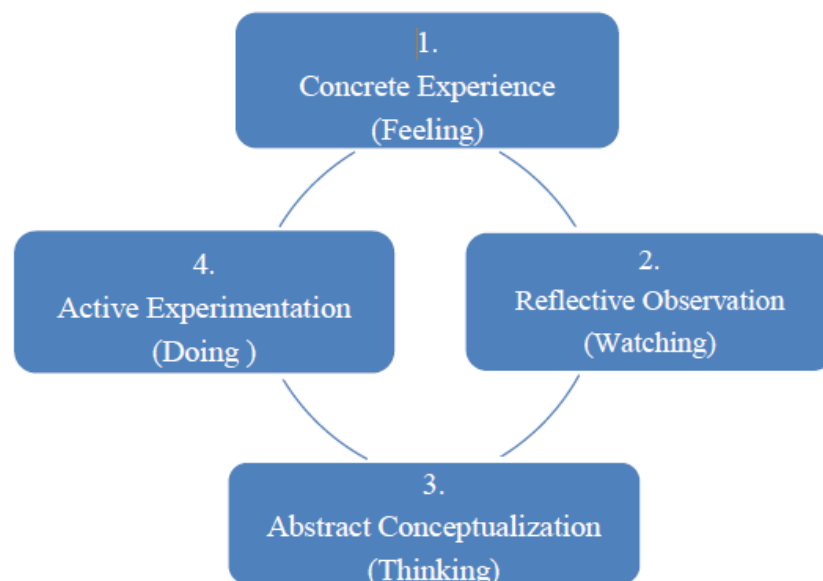 1.
Concrete Experience
(Feeling)
2.
Reflective Observation
(Watching)
3.
Abstract Conceptualization
(Thinking)
4.
Active Experimentation
(Doing )